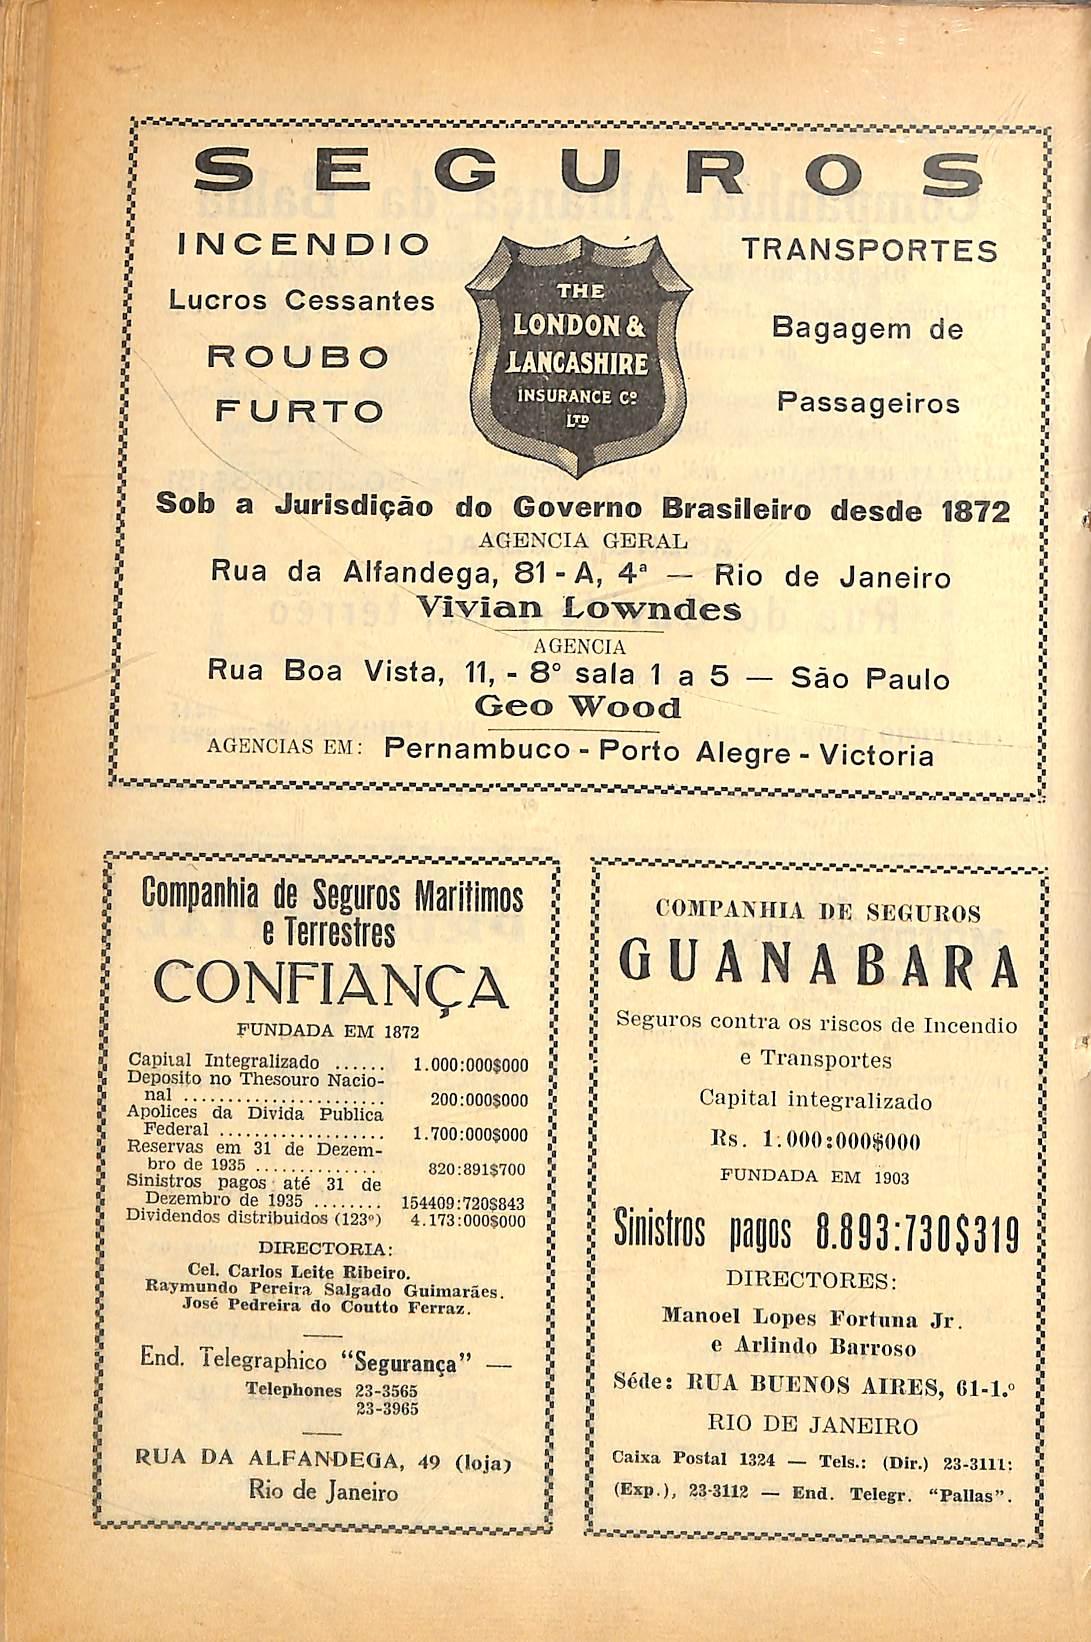 SEGUROS
INCENDIO
Lucros Cessantes
ROUBO
FURTO
THE
LONDON &
LANCASHIRE
INSURANCE Cº
LTD
TRANSPORTES
Bagagem de
Passageiros
Sob a Jurisdição do Governo Brasileiro desde 1872
AGENCIA GERAL
Rua da Alfandega, 81 - A, 4ª — Rio de Janeiro
Vivian Lowndes
AGENCIA
Rua Boa Vista, 11, - 8º sala 1 a 5 — São Paulo
Geo Wood
AGENCIAS EM: Pernambuco - Porto Alegre - Victoria
Companhia de Seguros Maritimos
e Terrestres
CONFIANÇA
FUNDADA EM 1872
Capital Integralizado ...... 1.000:000$000
Deposito no Thesouro Nacio-
nal ....................... 200:000$000
Apolices da Divida Publica
Federal ................... 1.700:000$000
Reservas em 31 de Dezem-
bro de 1935 .............. 820:891$700
Sinistros pagos até 31 de
Dezembro de 1935 ........ 154409:720$843
Dividendos distribuidos (123º) 4.173:000$000
DIRECTORIA:
Cel. Carlos Leite Ribeiro.
Raymundo Pereira Salgado Guimarães.
José Pedreira do Coutto Ferraz.
End. Telegraphico "Segurança" —
Telephones 23-3565
23-3965
RUA DA ALFANDEGA, 49 (loja)
Rio de Janeiro
COMPANHIA DE SEGUROS
GUANABARA
Seguros contra os riscos de Incendio
e Transportes
Capital integralizado
Rs. 1.000:000$000
FUNDADA EM 1903
Sinistros pagos 8.893:730$319
DIRECTORES:
Manoel Lopes Fortuna Jr.
e Arlindo Barroso
Séde: RUA BUENOS AIRES, 61-1.º
RIO DE JANEIRO
Caixa Postal 1324 — Tels.: (Dir.) 23-3111:
(Exp.), 23-3112 — End. Telegr. "Pallas".